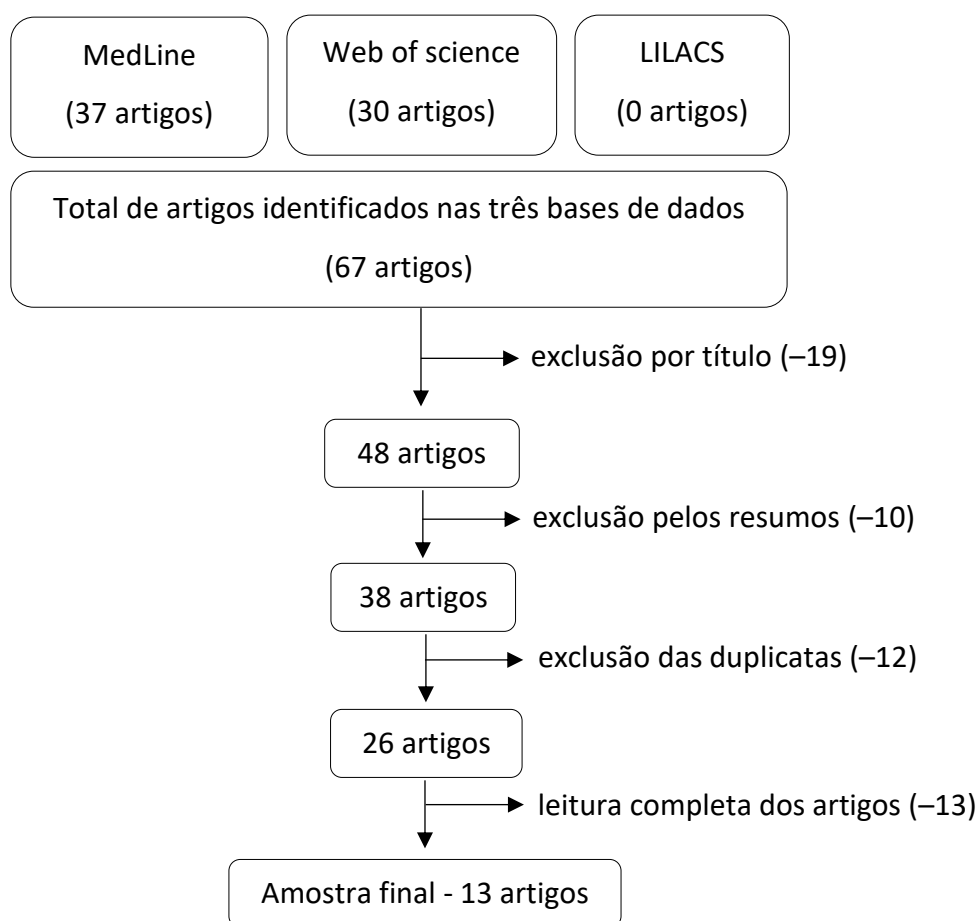 MedLine
(37 artigos)
Web of science
(30 artigos)
LILACS
(0 artigos)
Total de artigos identificados nas três bases de dados
(67 artigos)
exclusão por título (–19)
48 artigos
exclusão pelos resumos (–10)
38 artigos
exclusão das duplicatas (–12)
26 artigos
leitura completa dos artigos (–13)
Amostra final - 13 artigos